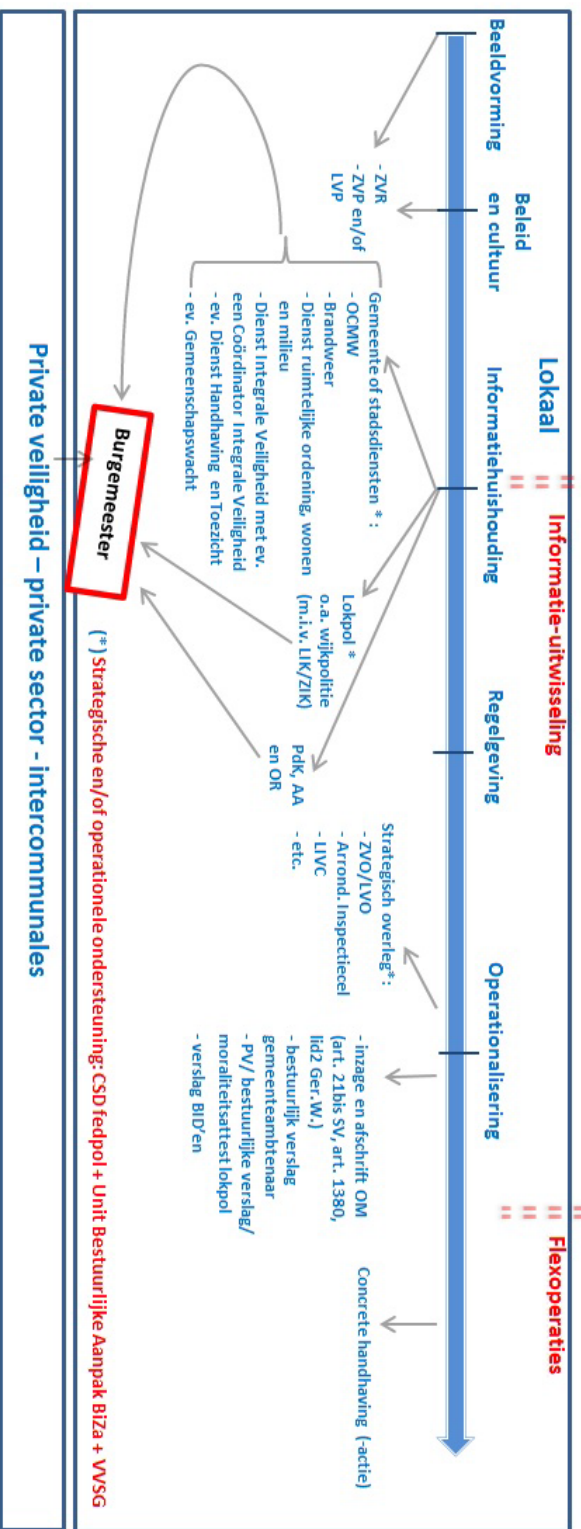 Lokaal
Informatie-uitwisseling
Flexoperaties
Beeldvorming
Beleid
en cultuur
Informatiehuishouding
Regelgeving
Operationalisering
- ZVR
- ZVP en/of
LVP
Gemeente of stadsdiensten * :
- OCMW
- Brandweer
- Dienst ruimtelijke ordening, wonen
en milieu
- Dienst Integrale Veiligheid met ev.
een Coördinator Integrale Veiligheid
- ev. Dienst Handhaving en Toezicht
- ev. Gemeenschapswacht
Lokpol *
o.a. wijkpolitie
(m.i.v. LIK/ZIK)
PdK, AA
en OR
Strategisch overleg*:
- ZVO/LVO
- Arrond. Inspectiecel
- LIVC
- etc.
- inzage en afschrift OM
(art. 21bis SV, art. 1380,
lid2 Ger.W.)
- bestuurlijk verslag
gemeenteambtenaar
- PV/ bestuurlijke verslag/
moraliteitsattest lokpol
- verslag BID’en
Concrete handhaving (-actie)
Burgemeester
(*) Strategische en/of operationele ondersteuning: CSD fedpol + Unit Bestuurlijke Aanpak BiZa + VVSG
Private veiligheid – private sector - intercommunales